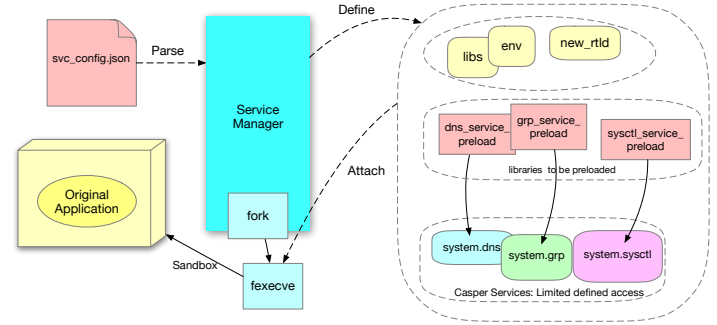 Define
svc_config.json
Parse
Service
Manager
libs
env
new_rtld
dns_service_
preload
grp_service_
preload
sysctl_service_
preload
libraries to be preloaded
Original
Application
Attach
fork
Sandbox
fexecve
system.dns
system.grp
system.sysctl
Casper Services: Limited defined access